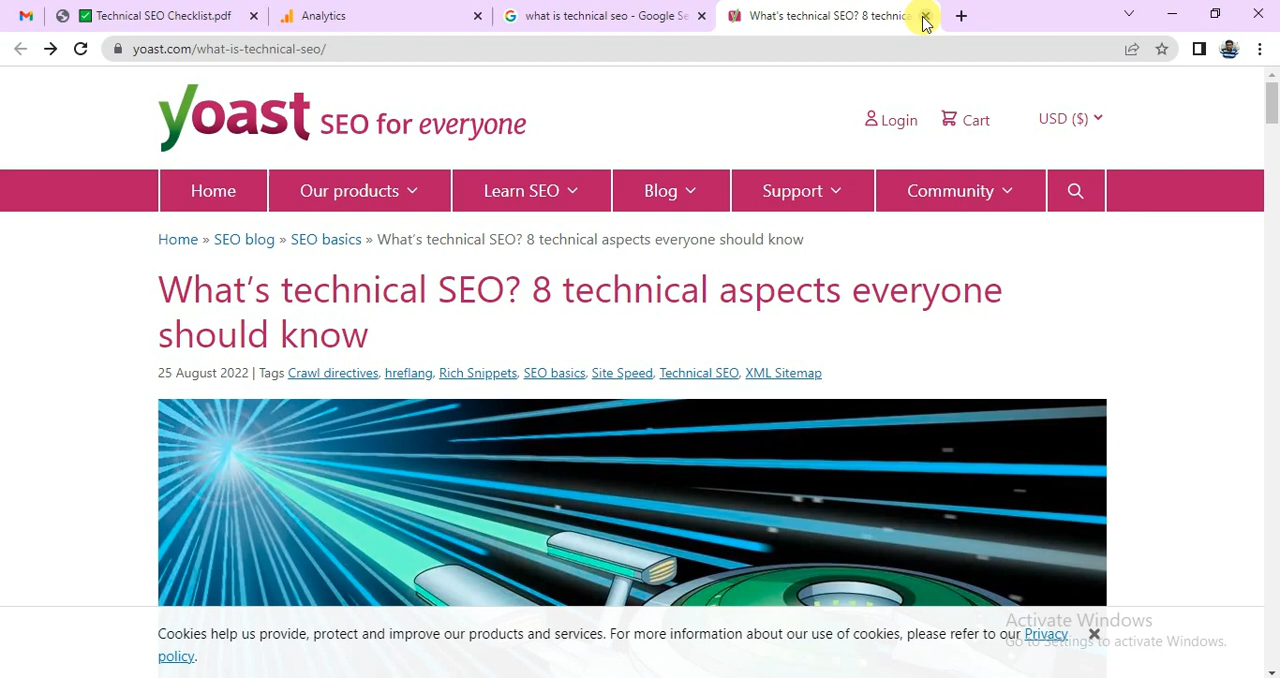 Technical SEO Checklist.pdf
Analytics
what is technical seo - Google Se
What's technical SEO? 8 technica
yoast.com/what-is-technical-seo/
yoast SEO for everyone
Login
Cart
USD ($)
Home
Our products
Learn SEO
Blog
Support
Community
Home » SEO blog » SEO basics » What's technical SEO? 8 technical aspects everyone should know
What's technical SEO? 8 technical aspects everyone
should know
25 August 2022 | Tags Crawl directives, hreflang, Rich Snippets, SEO basics, Site Speed, Technical SEO, XML Sitemap
Cookies help us provide, protect and improve our products and services. For more information about our use of cookies, please refer to our Privacy
policy.
Activate Windows
Go to Settings to activate Windows.